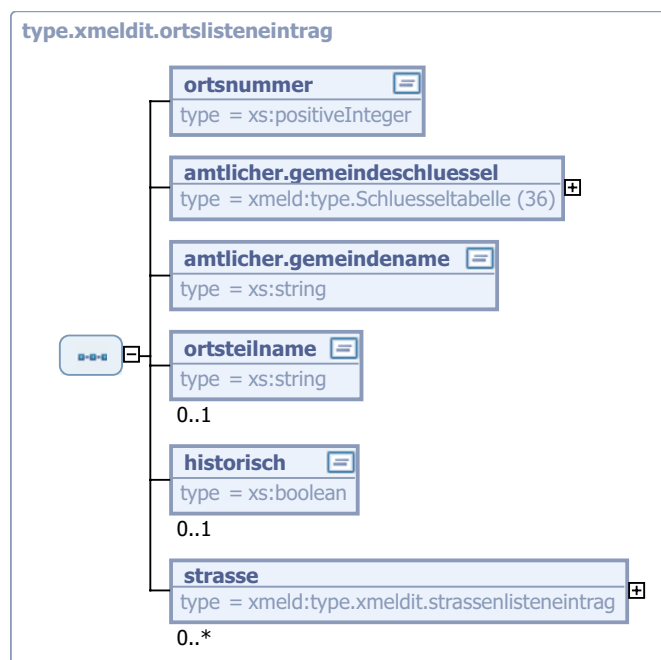 type.xmeldit.ortslisteneintrag
ortsnummer
type = xs:positiveInteger
amtlicher.gemeindeschluessel
type = xmeld:type.Schluesseltabelle (36)
amtlicher.gemeindename
type = xs:string
ortsteilname
type = xs:string
0..1
historisch
type = xs:boolean
0..1
strasse
type = xmeld:type.xmeldit.strassenlisteneintrag
0..*